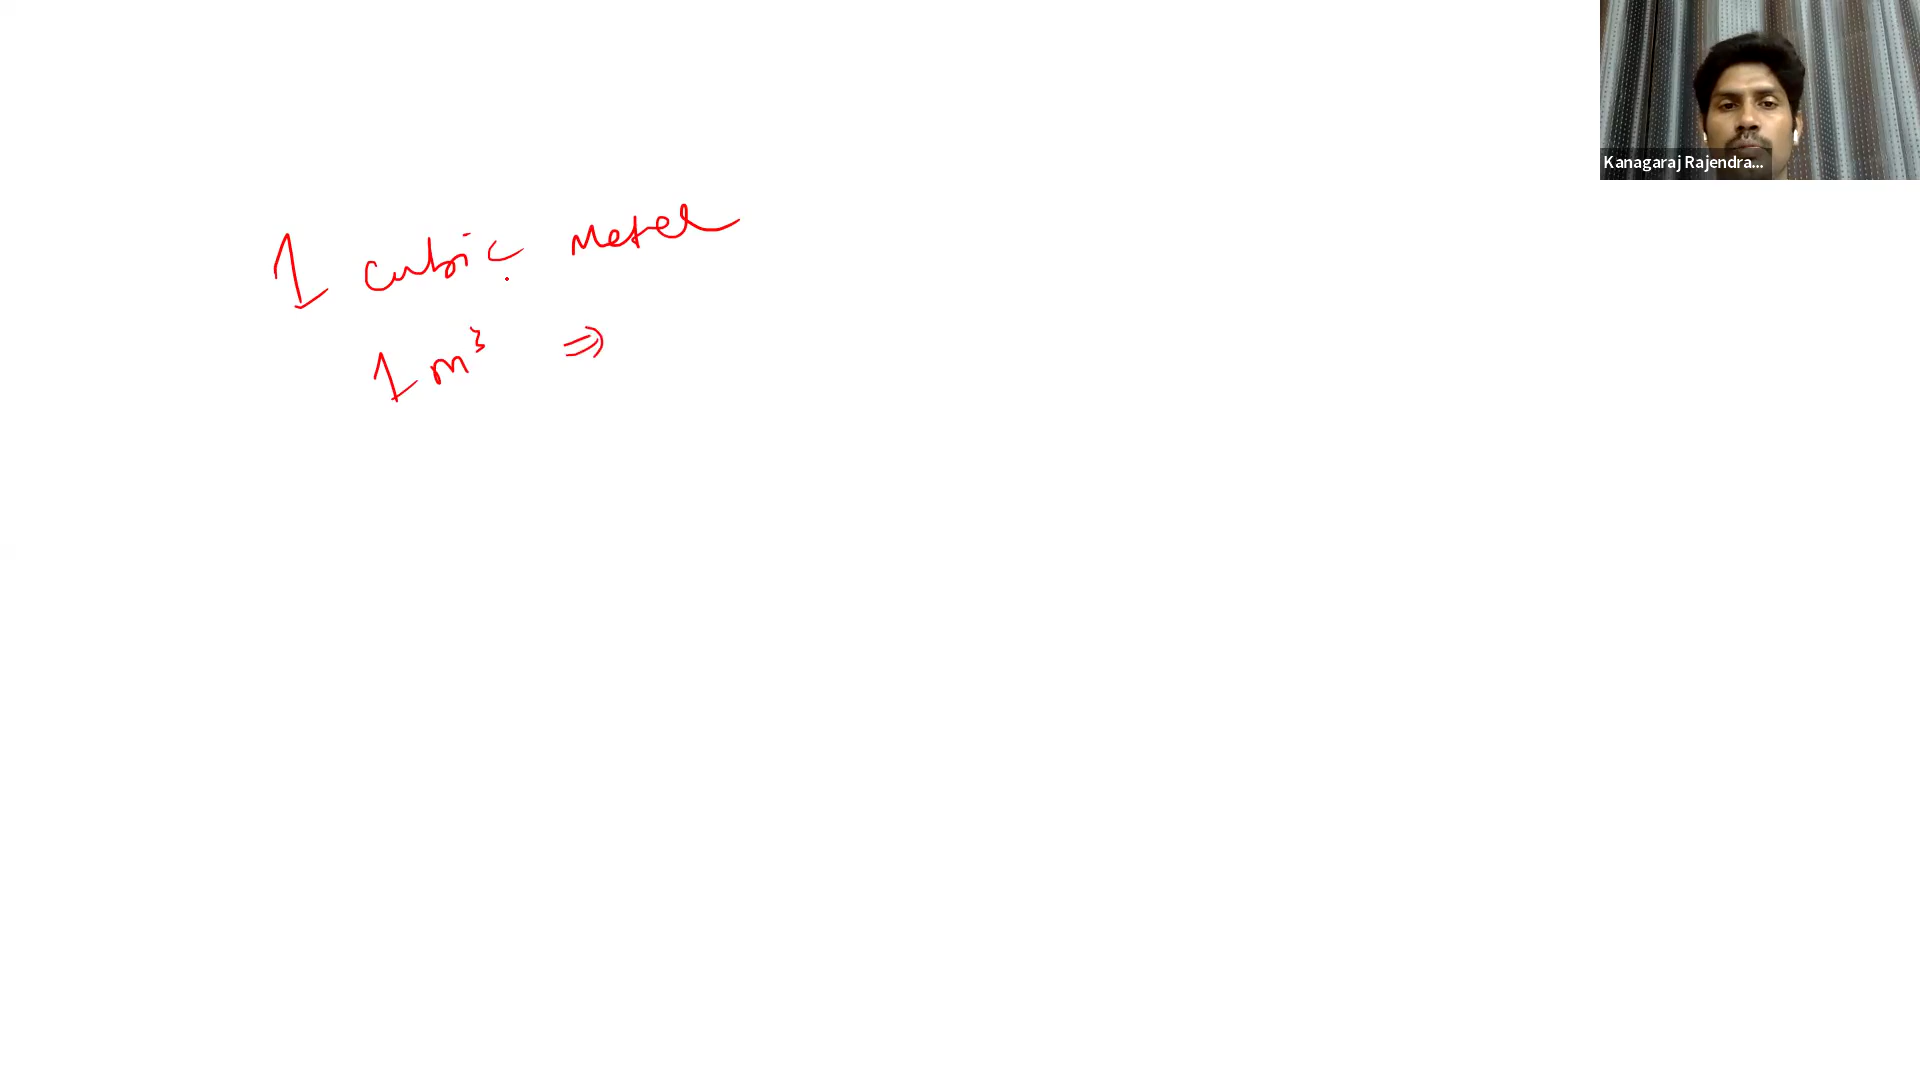 Kanagaraj Rajendra...
1 cubic Meter
1 m³ ⇒